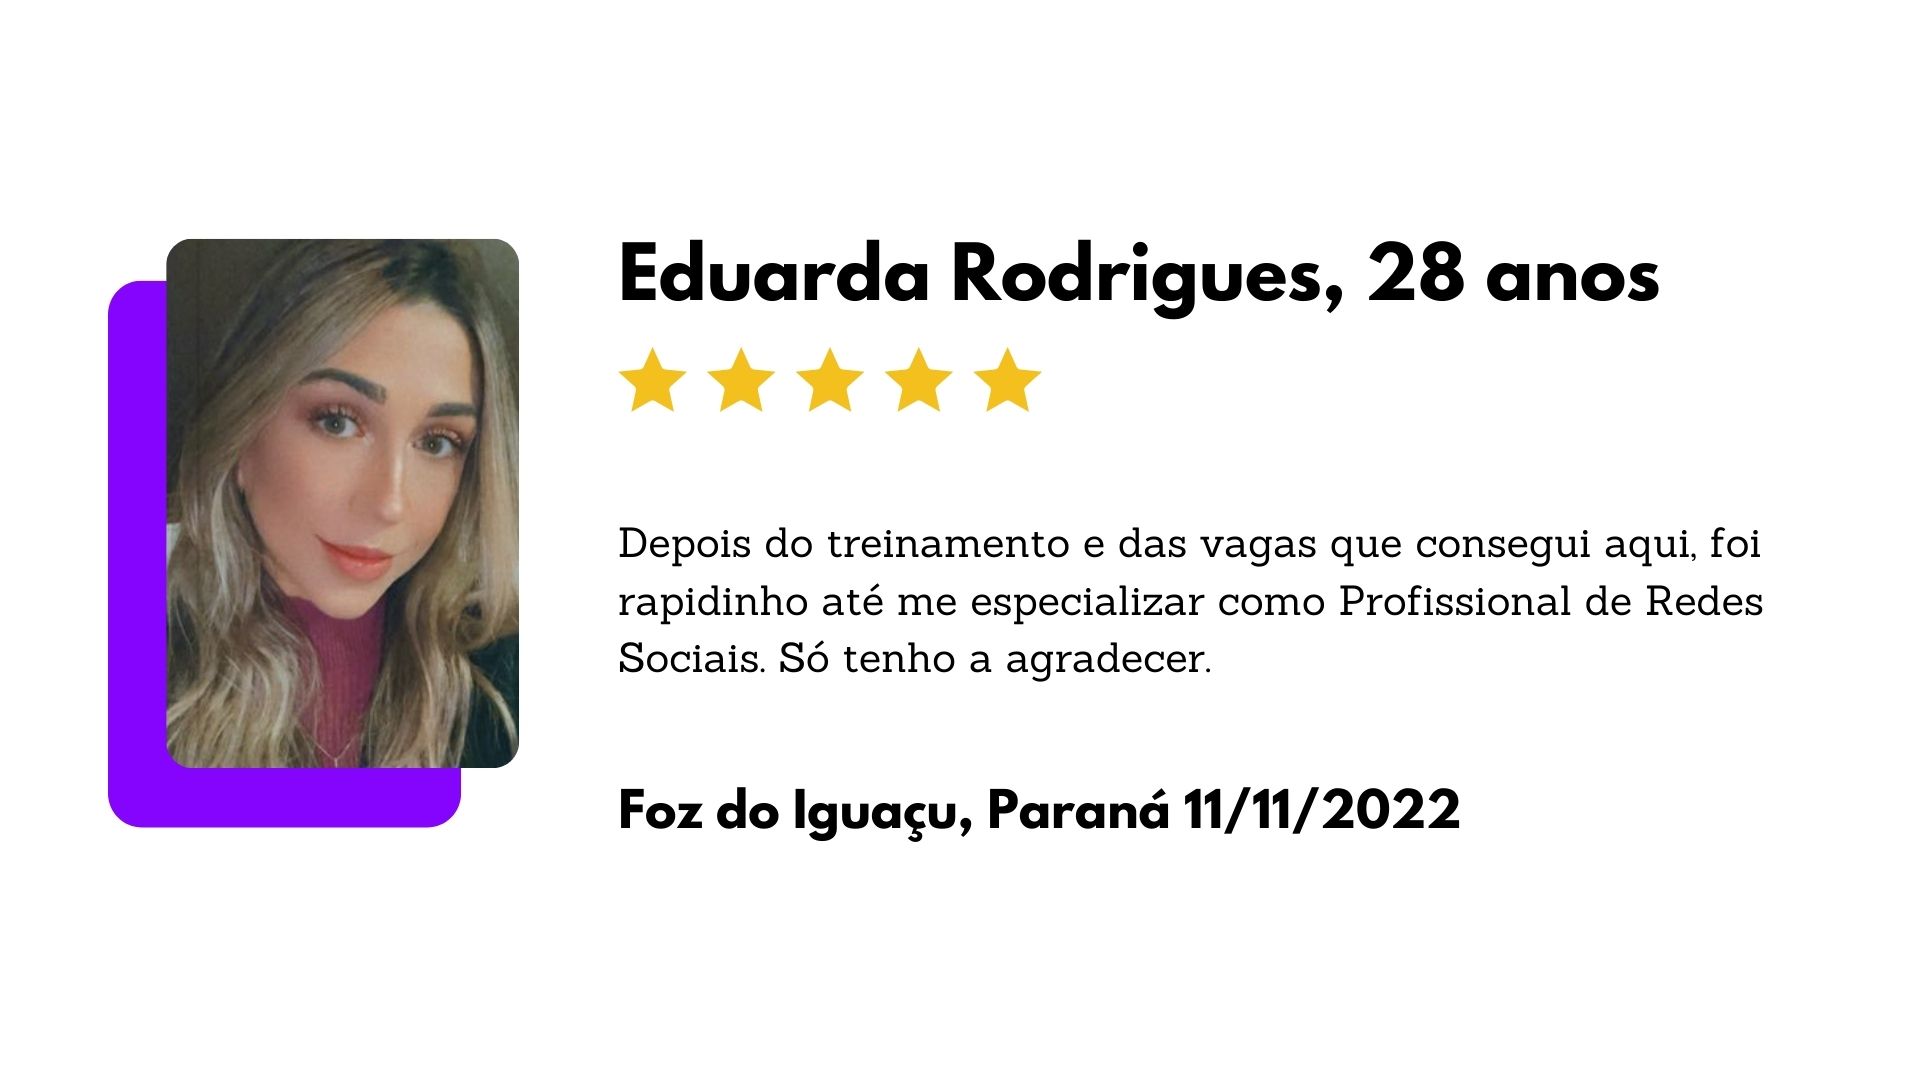 Eduarda Rodrigues, 28 anos
Depois do treinamento e das vagas que consegui aqui, foi
rapidinho até me especializar como Profissional de Redes
Sociais. Só tenho a agradecer.
Foz do Iguaçu, Paraná 11/11/2022